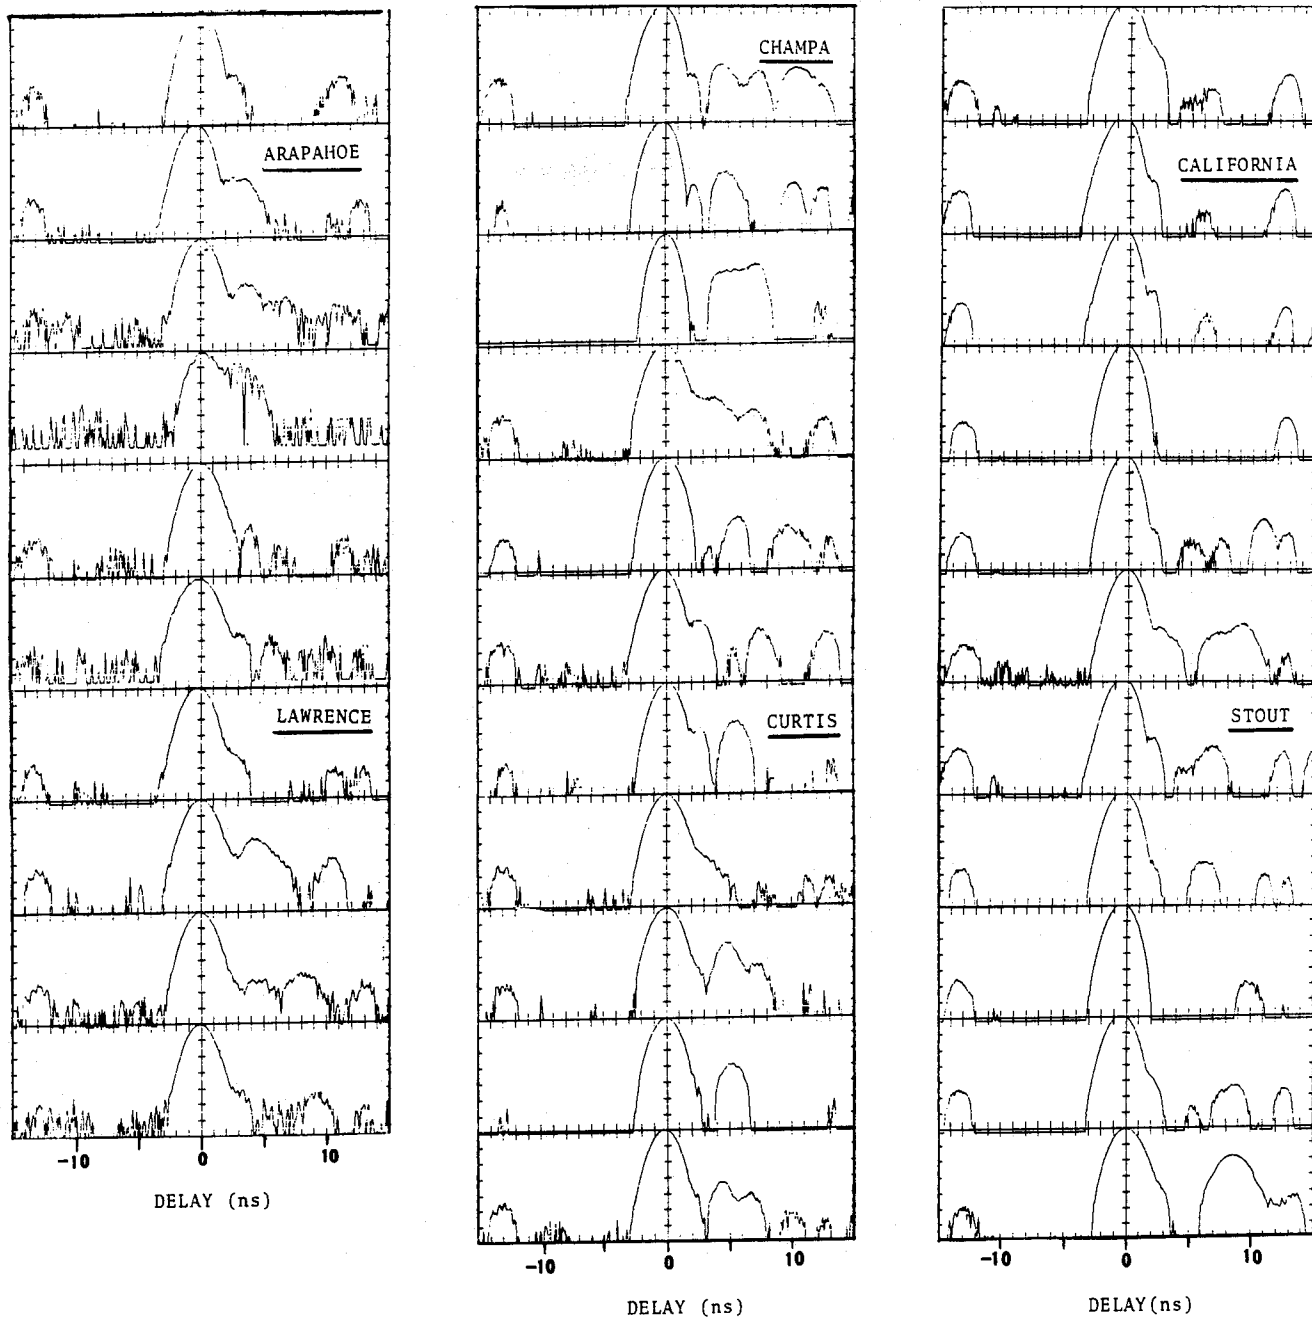 CHAMPA
ARAPAHOE
CALIFORNIA
LAWRENCE
CURTIS
STOUT
-10 0 10
DELAY (ns)
-10 0 10
DELAY (ns)
-10 0 10
DELAY(ns)